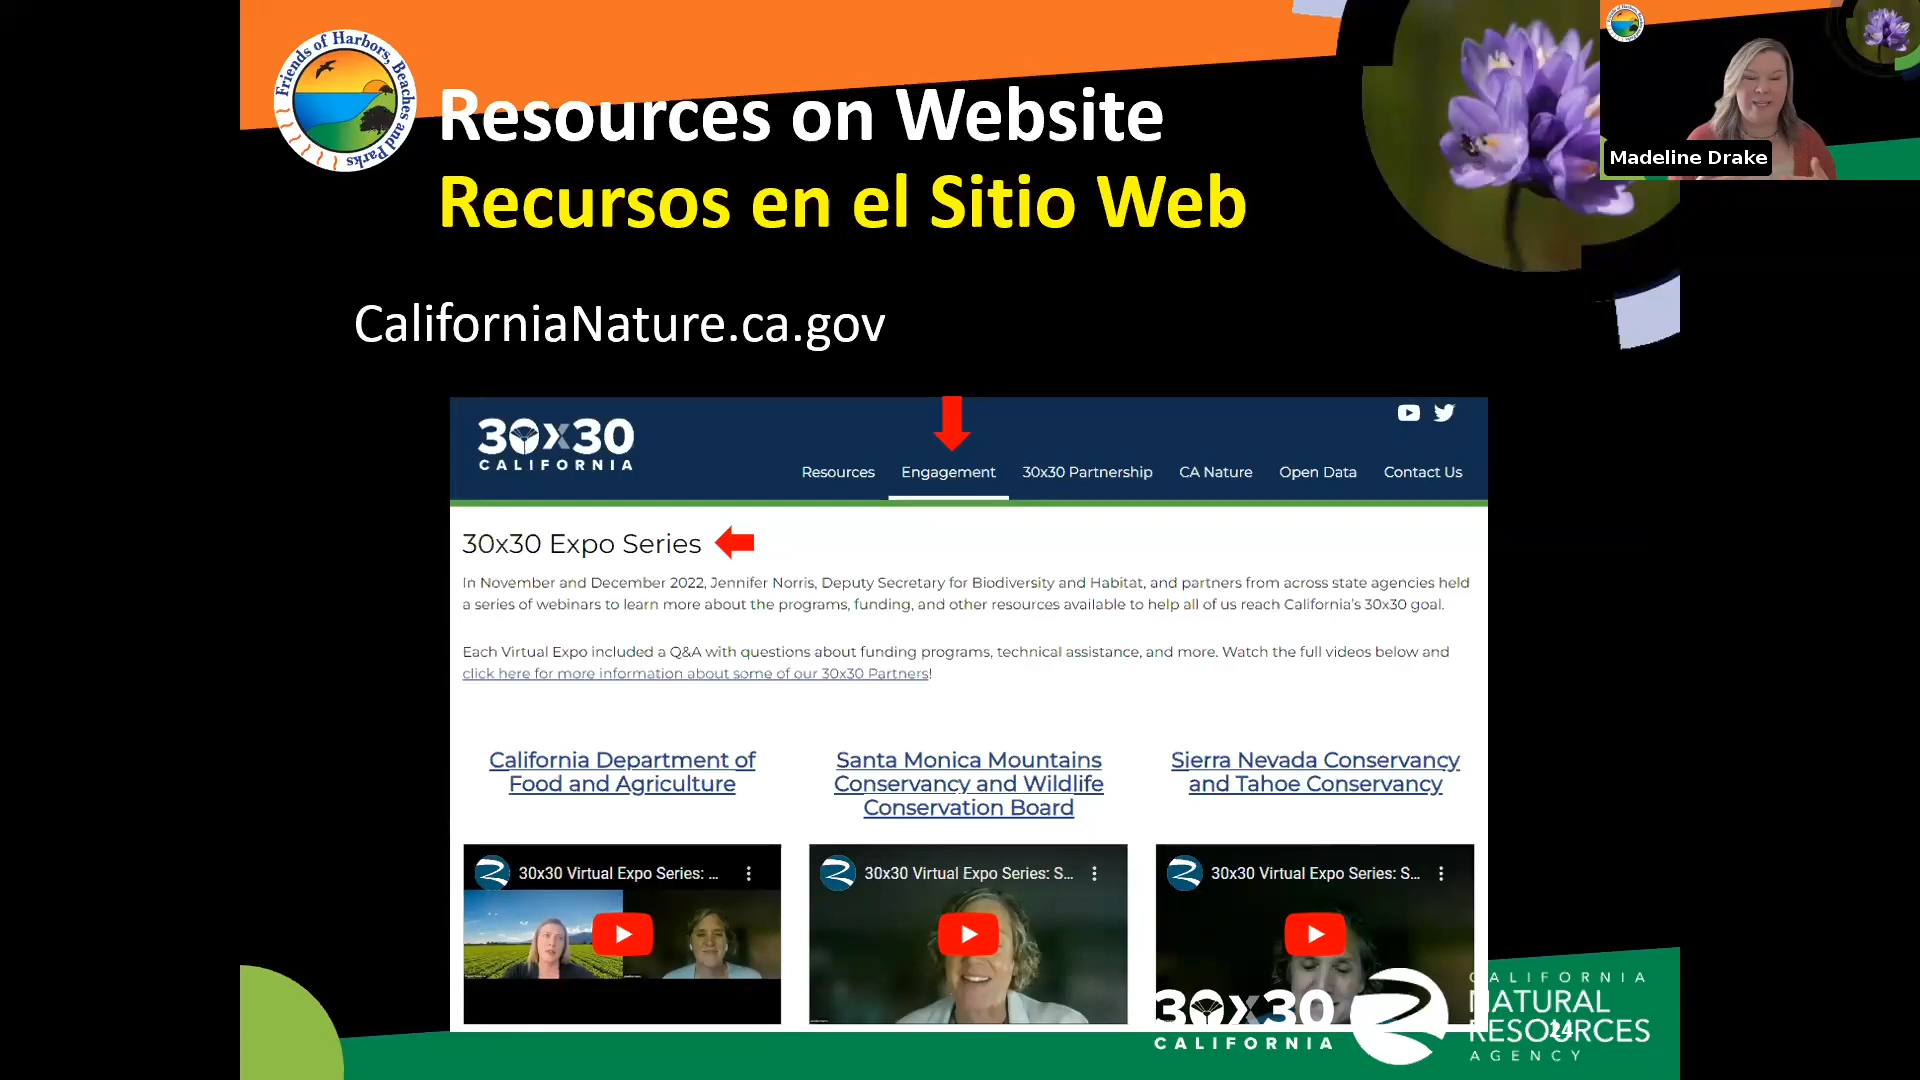 Friends of Harbors, Beaches and Parks
Resources on Website
Recursos en el Sitio Web
Madeline Drake
CaliforniaNature.ca.gov
30x30
CALIFORNIA
Resources Engagement 30x30 Partnership CA Nature Open Data Contact Us
30x30 Expo Series
In November and December 2022, Jennifer Norris, Deputy Secretary for Biodiversity and Habitat, and partners from across state agencies held
a series of webinars to learn more about the programs, funding, and other resources available to help all of us reach California's 30x30 goal.
Each Virtual Expo included a Q&A with questions about funding programs, technical assistance, and more. Watch the full videos below and
click here for more information about some of our 30x30 Partners!
California Department of
Food and Agriculture
Santa Monica Mountains
Conservancy and Wildlife
Conservation Board
Sierra Nevada Conservancy
and Tahoe Conservancy
30x30 Virtual Expo Series: ...
30x30 Virtual Expo Series: S...
30x30 Virtual Expo Series: S...
30x30
CALIFORNIA
CALIFORNIA
NATURAL
RESOURCES
AGENCY
24